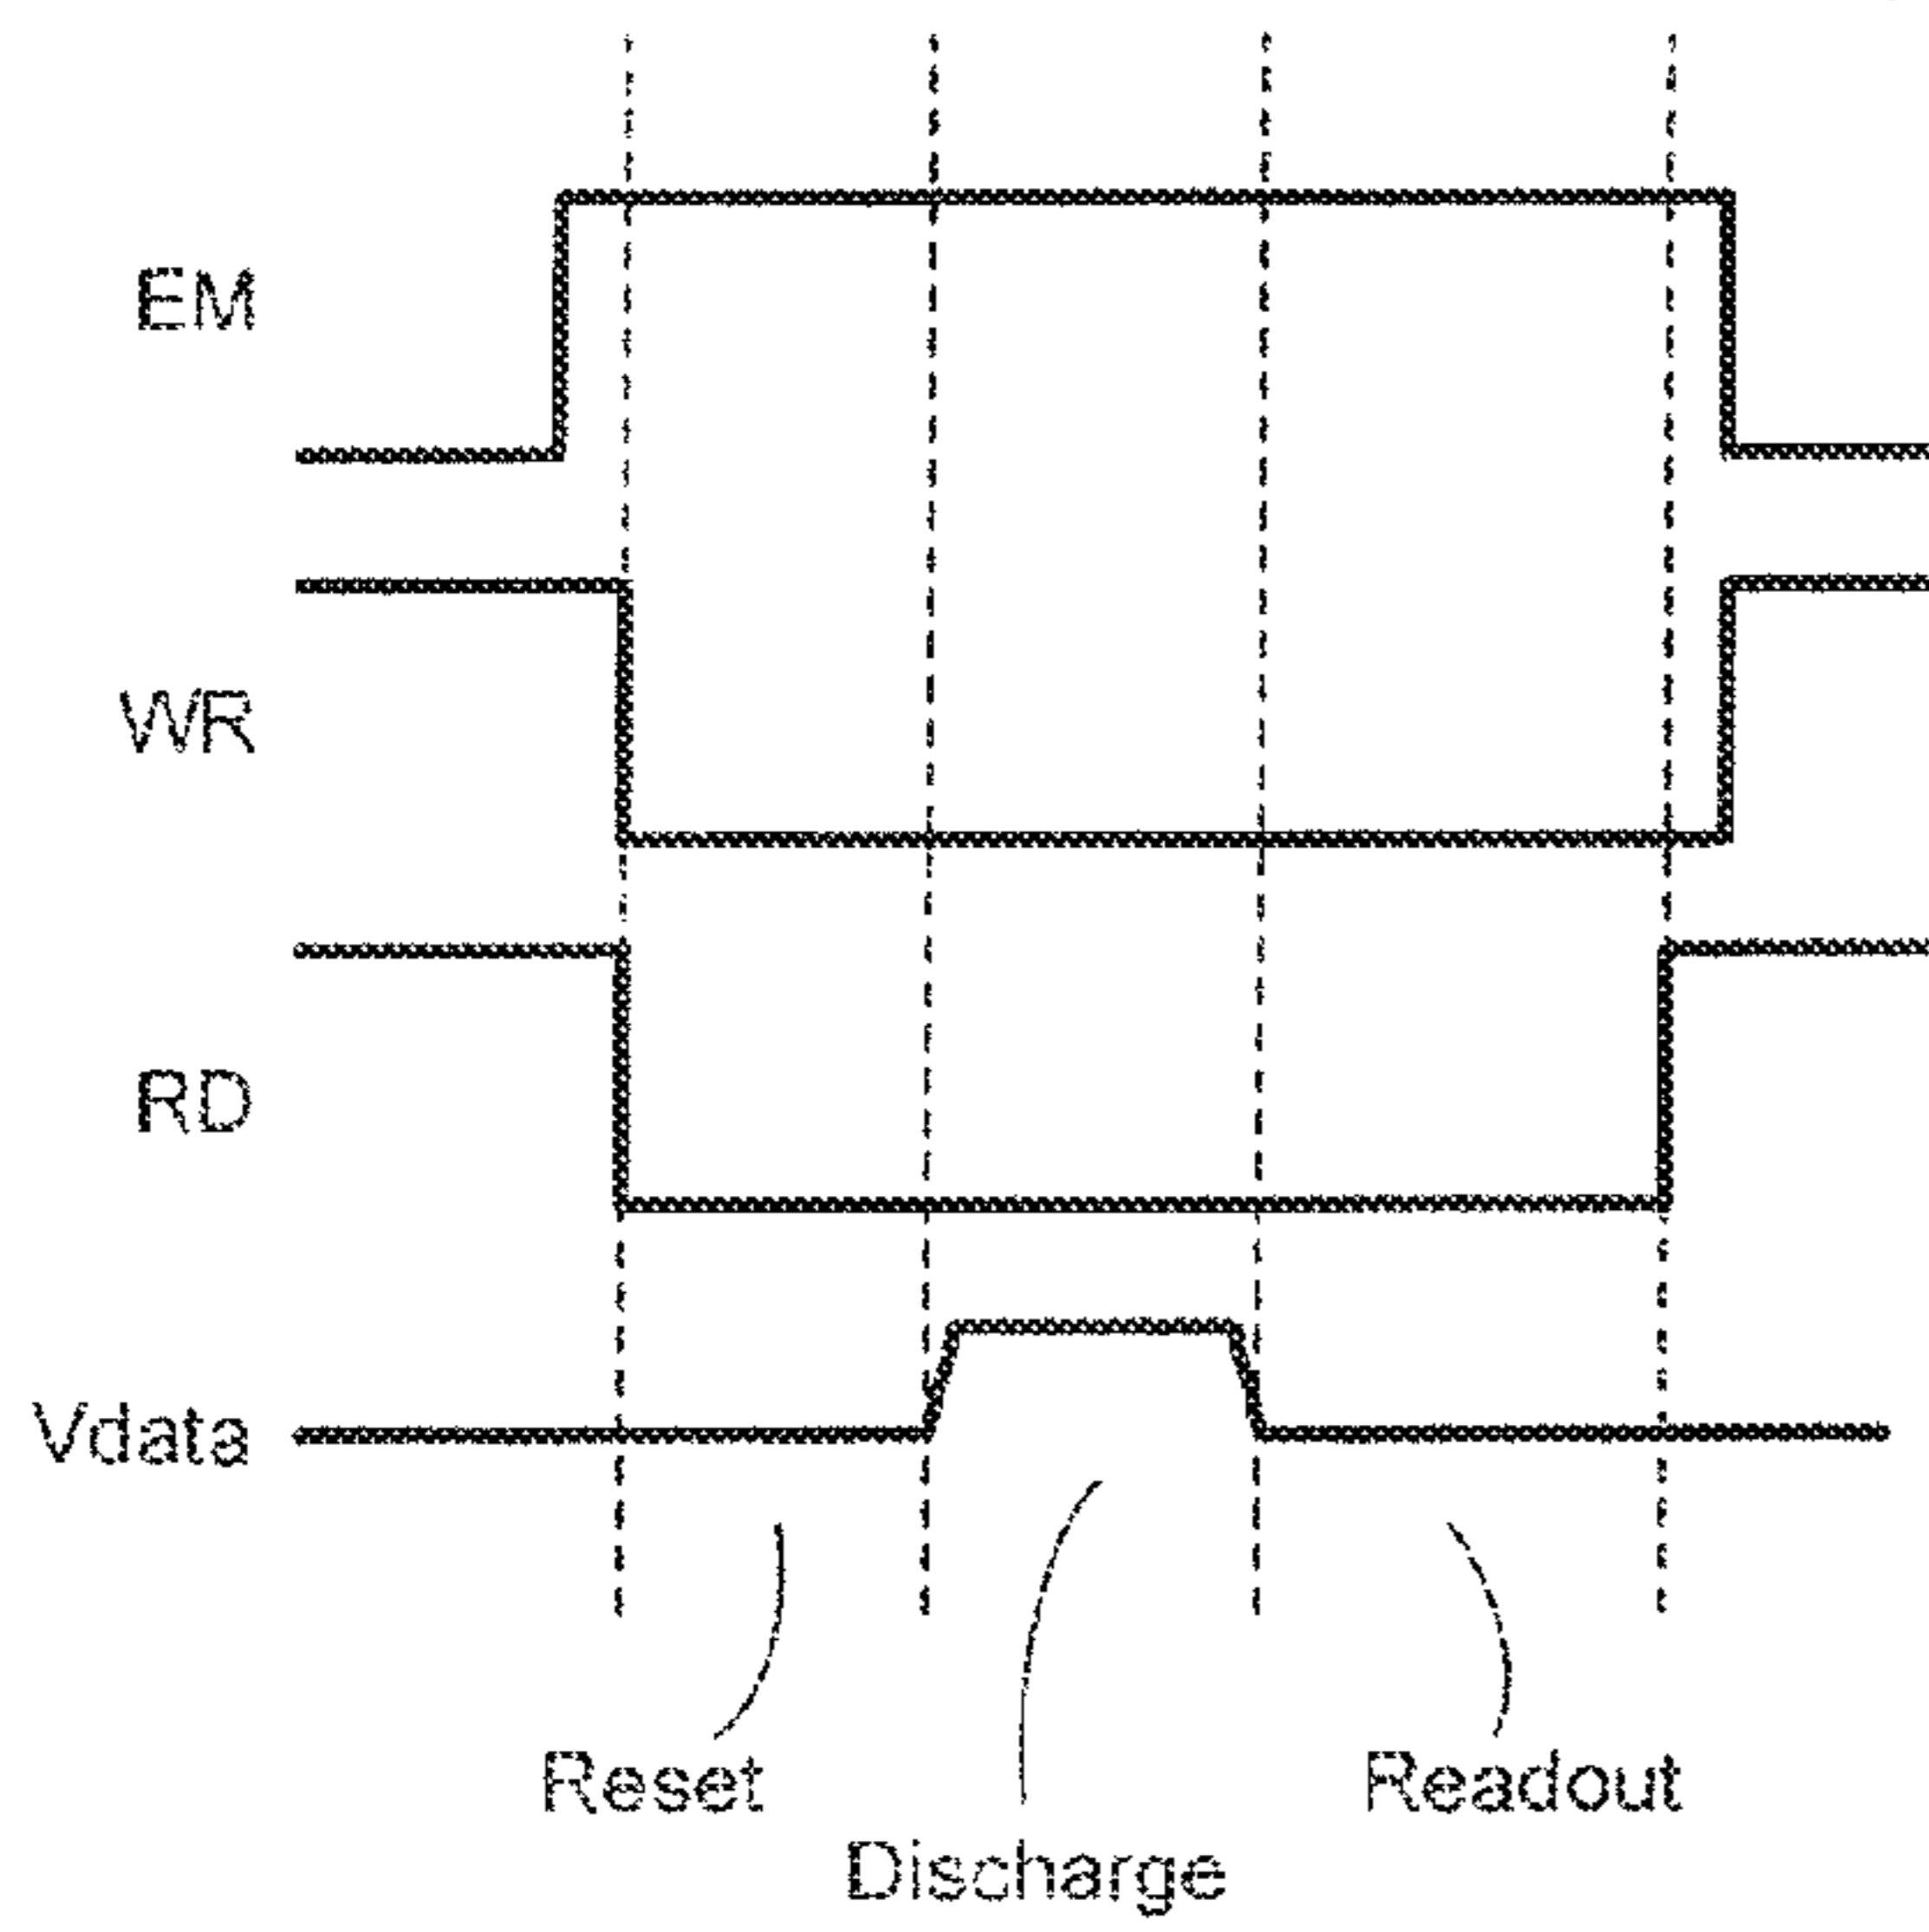 EM
WR
RD
Vdata
Reset
Readout
Discharge